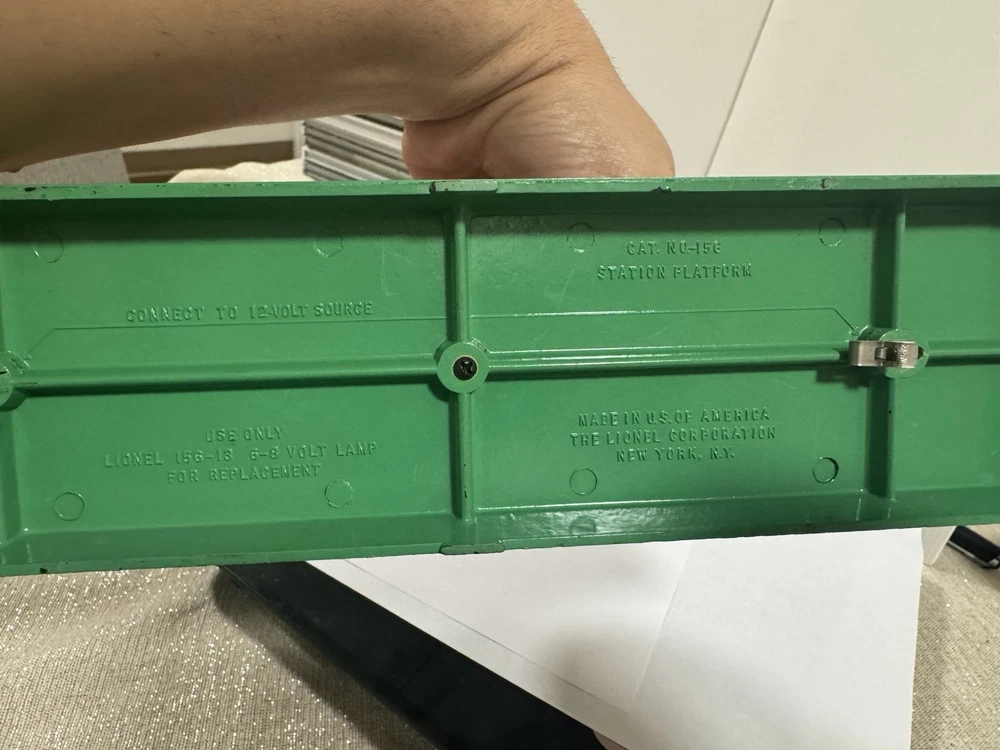 CAT. NO-156
STATION PLATFORM
CONNECT TO 12-VOLT SOURCE
USE ONLY
LIONEL 156-13 6-8 VOLT LAMP
FOR REPLACEMENT
MADE IN U.S. OF AMERICA
THE LIONEL CORPORATION
NEW YORK, N.Y.